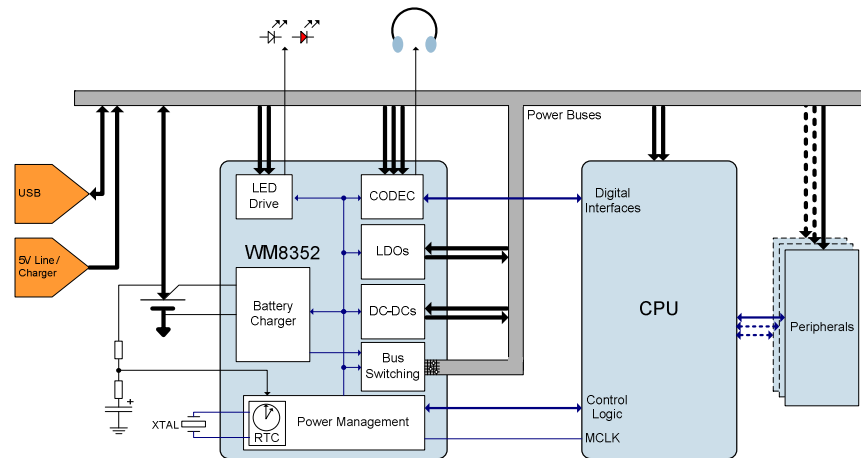 Power Buses
USB
5V Line /
Charger
LED
Drive
CODEC
Digital
Interfaces
WM8352
LDOs
Battery
Charger
DC-DCs
CPU
Peripherals
Bus
Switching
XTAL
RTC
Power Management
Control
Logic
MCLK
+